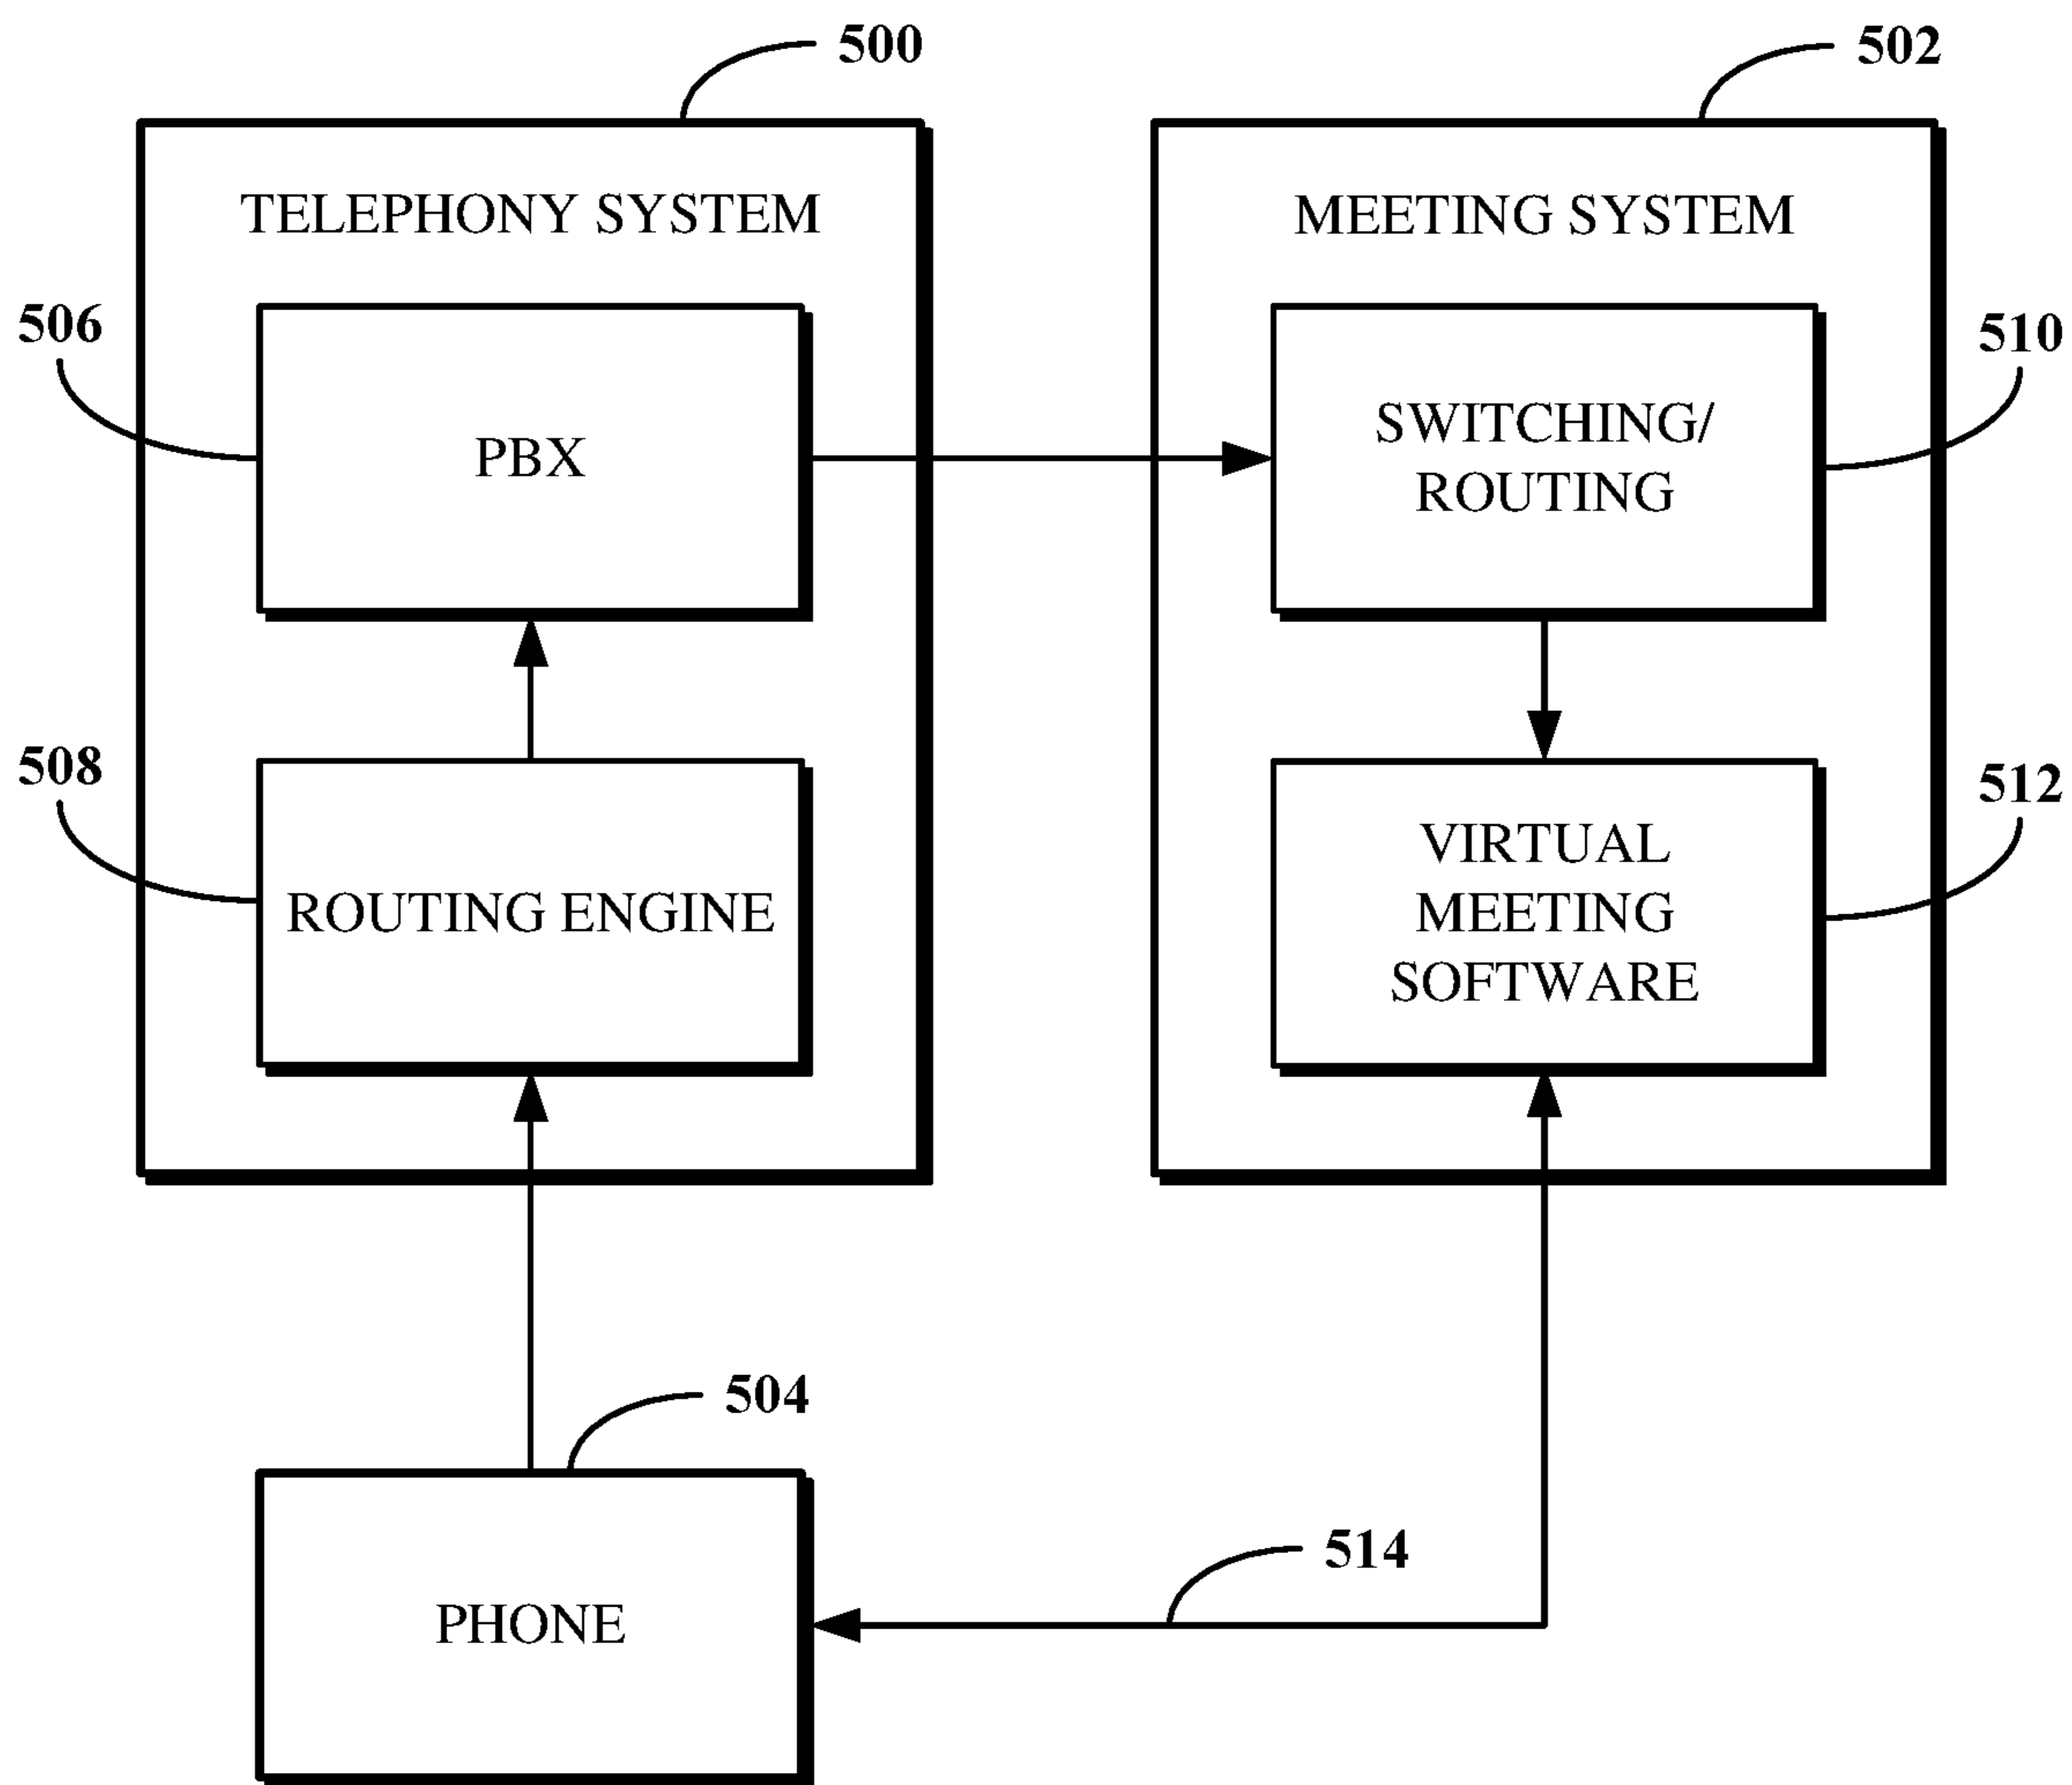 500
502
TELEPHONY SYSTEM
MEETING SYSTEM
506
PBX
SWITCHING/
ROUTING
510
508
ROUTING ENGINE
VIRTUAL
MEETING
SOFTWARE
512
504
PHONE
514